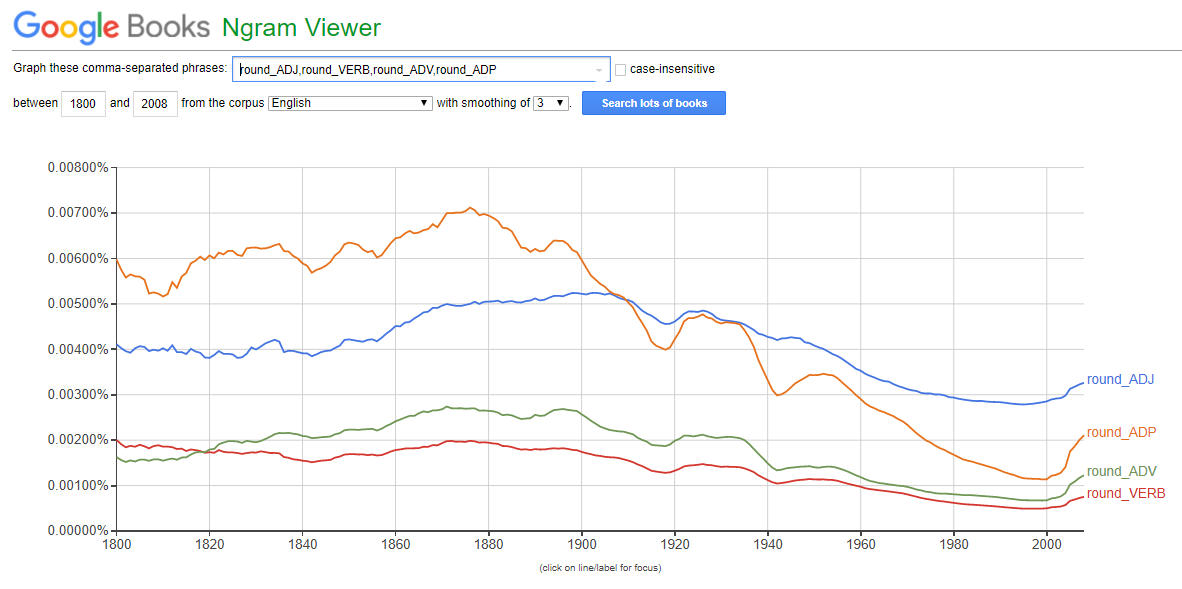 Google Books Ngram Viewer
Graph these comma-separated phrases: round_ADJ,round_VERB,round_ADV,round_ADP case-insensitive
between 1800 and 2008 from the corpus English with smoothing of 3 . Search lots of books
0.00800%
0.00700%
0.00600%
0.00500%
0.00400%
0.00300%
0.00200%
0.00100%
0.00000%
round_ADJ
round_ADP
round_ADV
round_VERB
1800 1820 1840 1860 1880 1900 1920 1940 1960 1980 2000
(click on line/label for focus)